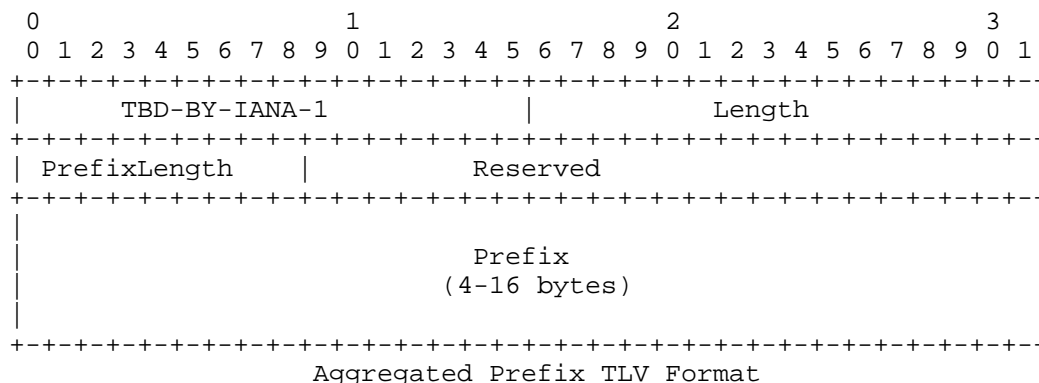 0                   1                   2                   3
0 1 2 3 4 5 6 7 8 9 0 1 2 3 4 5 6 7 8 9 0 1 2 3 4 5 6 7 8 9 0 1
+-+-+-+-+-+-+-+-+-+-+-+-+-+-+-+-+-+-+-+-+-+-+-+-+-+-+-+-+-+-+-+--
|      TBD-BY-IANA-1            |           Length
+-+-+-+-+-+-+-+-+-+-+-+-+-+-+-+-+-+-+-+-+-+-+-+-+-+-+-+-+-+-+-+--
| PrefixLength    |          Reserved
+-+-+-+-+-+-+-+-+-+-+-+-+-+-+-+-+-+-+-+-+-+-+-+-+-+-+-+-+-+-+-+--
|
|                            Prefix
|                          (4-16 bytes)
|
+-+-+-+-+-+-+-+-+-+-+-+-+-+-+-+-+-+-+-+-+-+-+-+-+-+-+-+-+-+-+-+--
Aggregated Prefix TLV Format